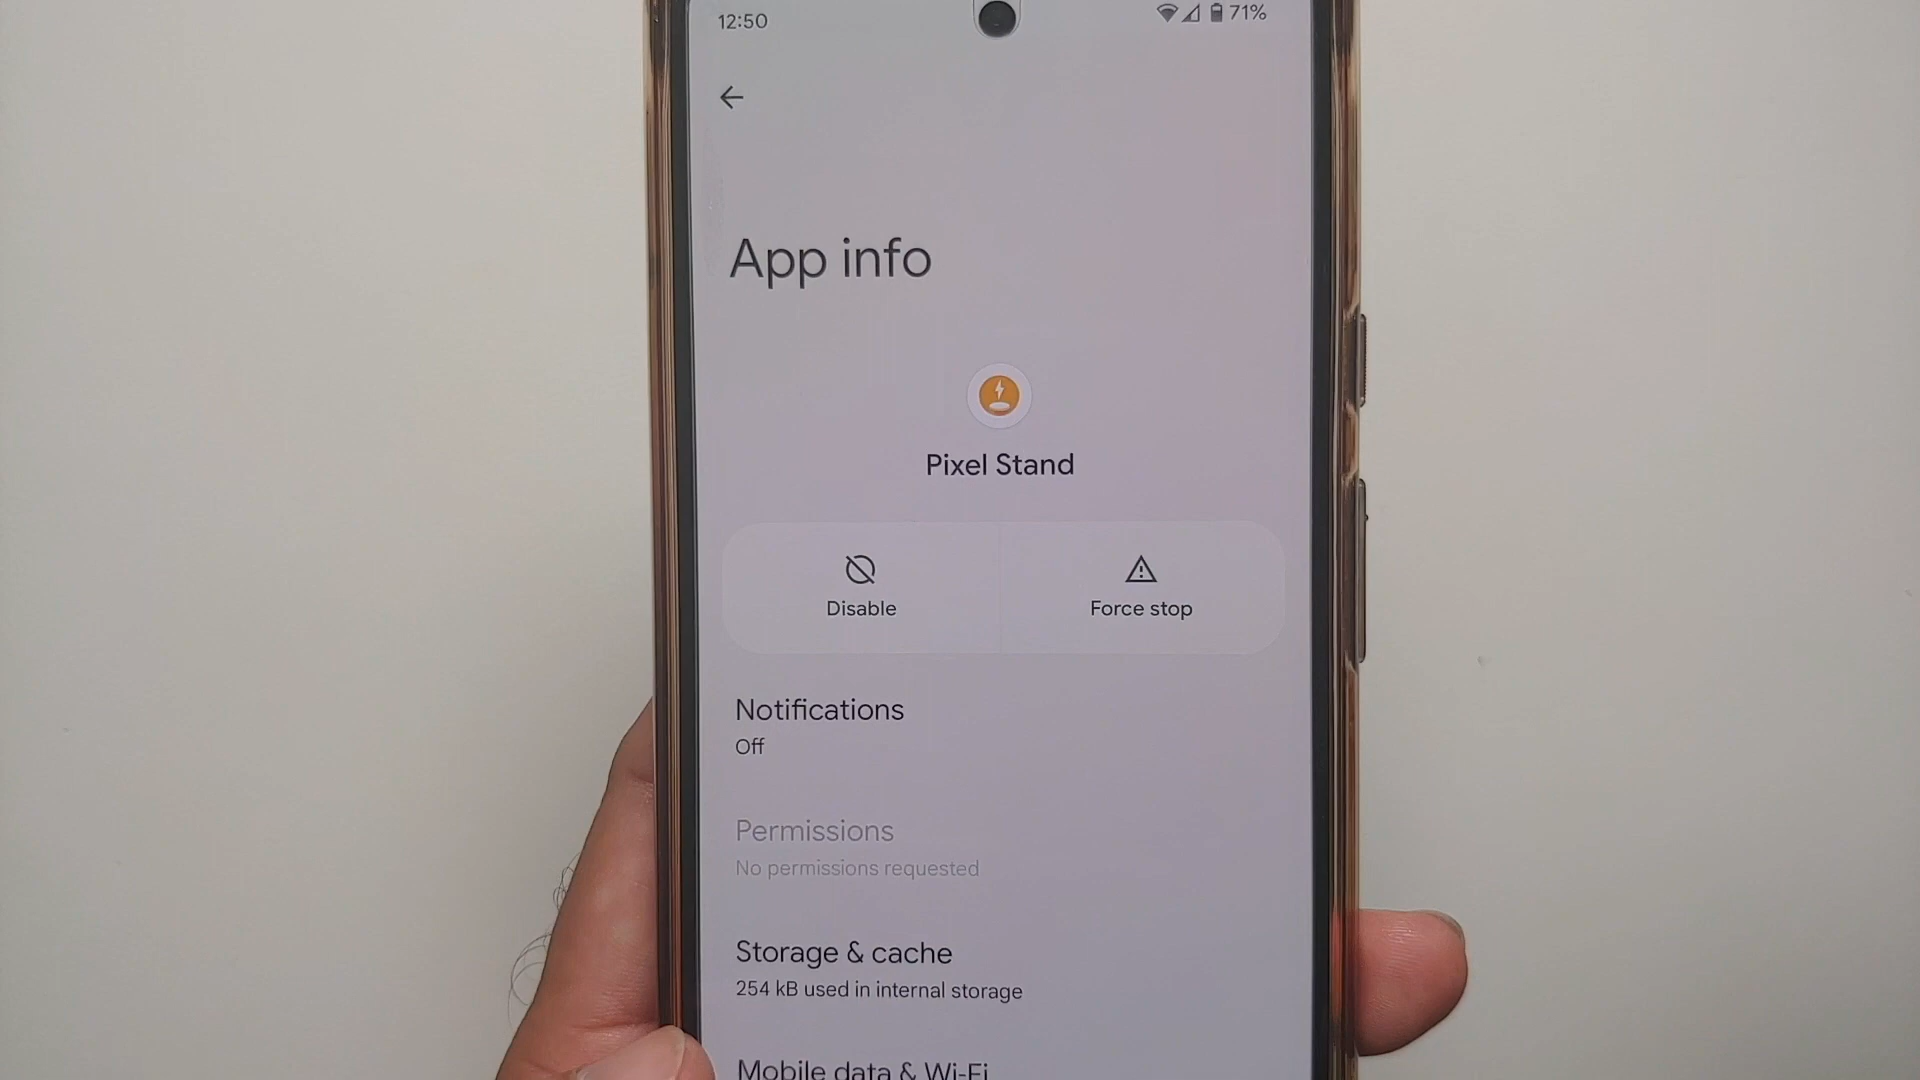 12:50
71%
App info
Pixel Stand
Disable
Force stop
Notifications
Off
Permissions
No permissions requested
Storage & cache
254 kB used in internal storage
Mobile data & Wi-Fi